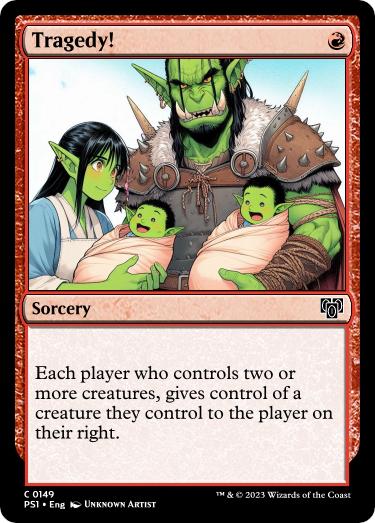 Tragedy!
Sorcery
Each player who controls two or
more creatures, gives control of a
creature they control to the player on
their right.
C 0149
PS1 • Eng Unknown Artist
™ & © 2023 Wizards of the Coast